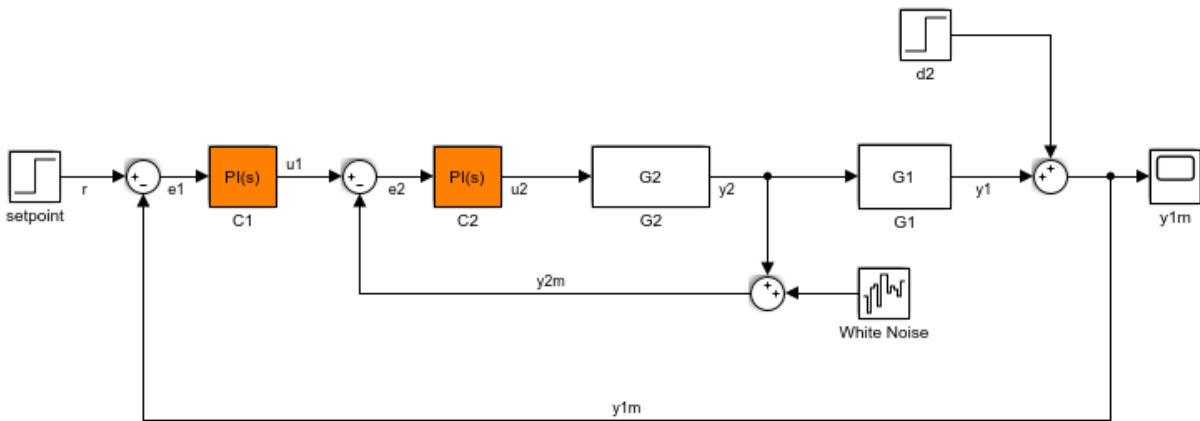 d2
setpoint
r
e1
PI(s)
C1
u1
e2
PI(s)
C2
u2
G2
G2
y2
G1
G1
y1
y1m
y2m
White Noise
y1m